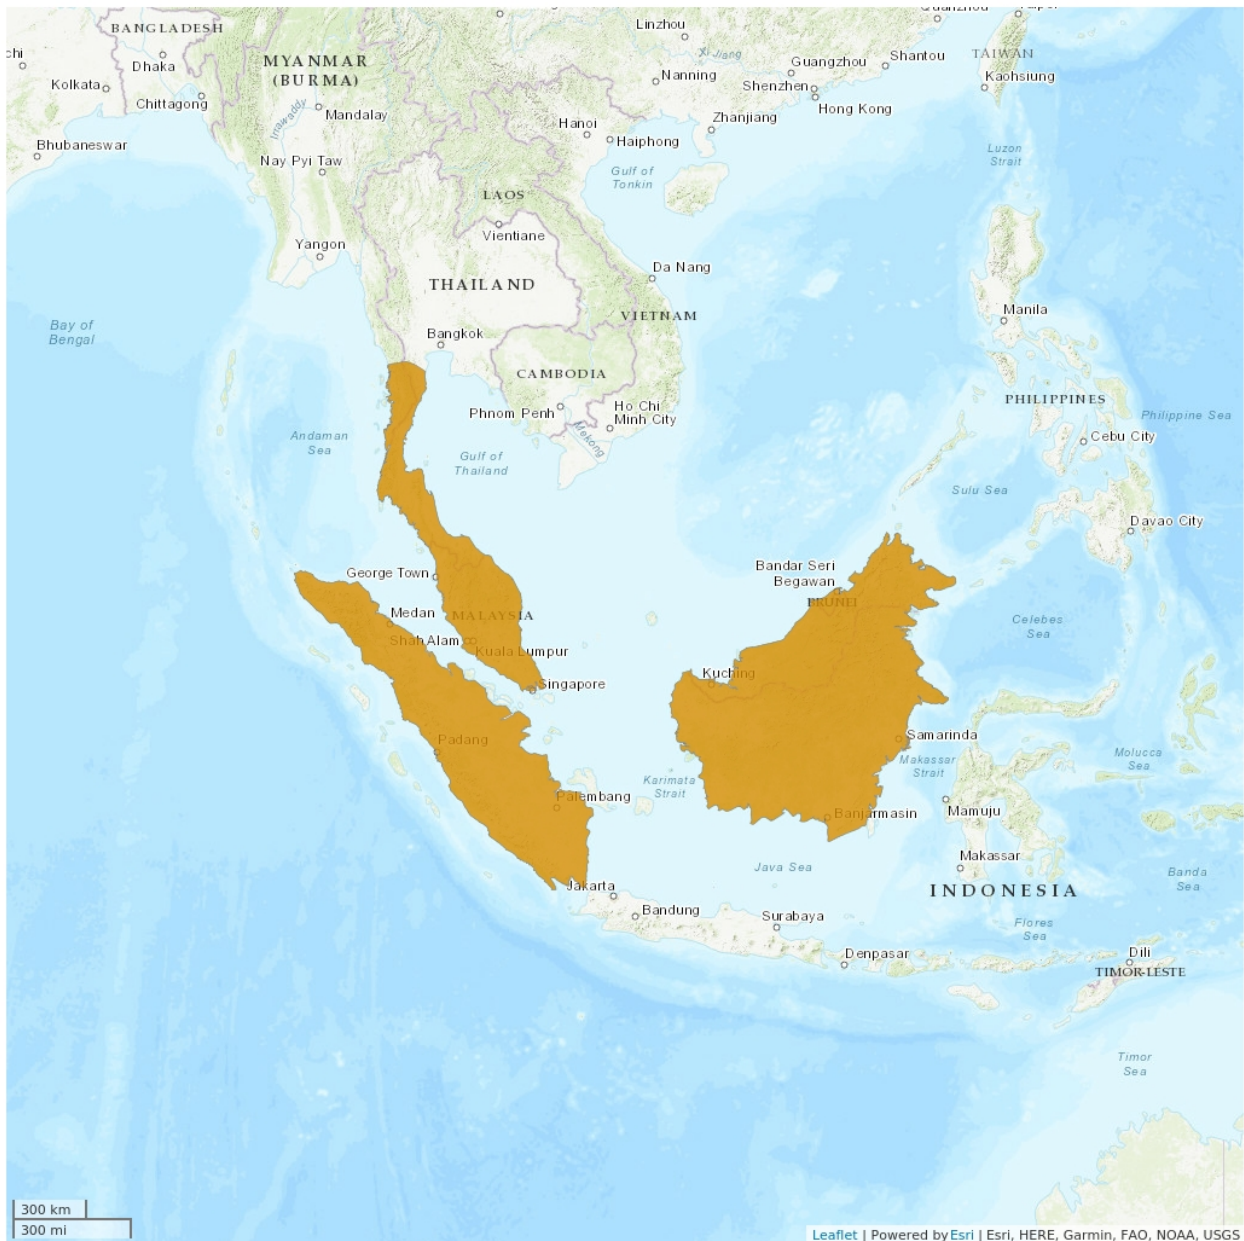 Linzhou
BANGLADESH
TAIWAN
chi
Dhaka
MYANMAR
(BURMA)
Xi Jiang
Guangzhou
Shantou
Kolkata
Nanning
Kaohsiung
Chittagong
Shenzhen
Hong Kong
Irrawaddy
Mandalay
Hanoi
Zhanjiang
Haiphong
Bhubaneswar
Nay Pyi Taw
Gulf of
Tonkin
Luzon
Strait
LAOS
Vientiane
Yangon
Da Nang
THAILAND
VIETNAM
Manila
Bay of
Bengal
Bangkok
CAMBODIA
PHILIPPINES
Phnom Penh
Ho Chi
Minh City
Philippine Sea
Mekong
Andaman
Sea
Gulf of
Thailand
Cebu City
Sulu Sea
Davao City
Bandar Seri
Begawan
George Town
BRUNEI
Medan
MALAYSIA
Celebes
Sea
Shah Alam
Kuala Lumpur
Kuching
Singapore
Padang
Samarinda
Makassar
Strait
Molucca
Sea
Karimata
Strait
Palembang
Banjarmasin
Mamuju
Makassar
Java Sea
Banda
Sea
Jakarta
INDONESIA
Bandung
Surabaya
Flores
Sea
Denpasar
Dili
TIMOR-LESTE
Timor
Sea
300 km
300 mi
Leaflet | Powered by Esri | Esri, HERE, Garmin, FAO, NOAA, USGS